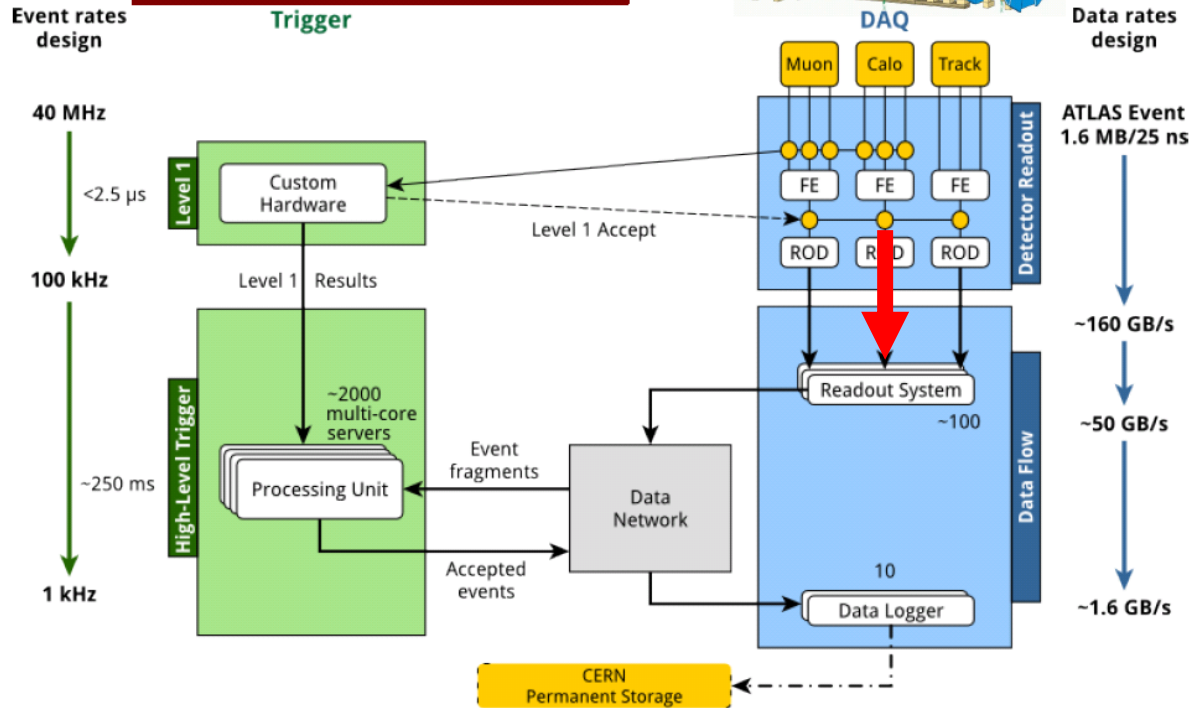 Event rates
design
Trigger
DAQ
Data rates
design
Muon
Calo
Track
40 MHz
ATLAS Event
1.6 MB/25 ns
Level 1
<2.5 μs
Custom
Hardware
FE
FE
FE
Detector Readout
Level 1 Accept
ROD
ROD
100 kHz
Level 1 Results
~160 GB/s
High-Level Trigger
~2000
multi-core
servers
Readout System
~100
~50 GB/s
Event
fragments
~250 ms
Processing Unit
Data
Network
Data Flow
Accepted
events
10
1 kHz
Data Logger
~1.6 GB/s
CERN
Permanent Storage